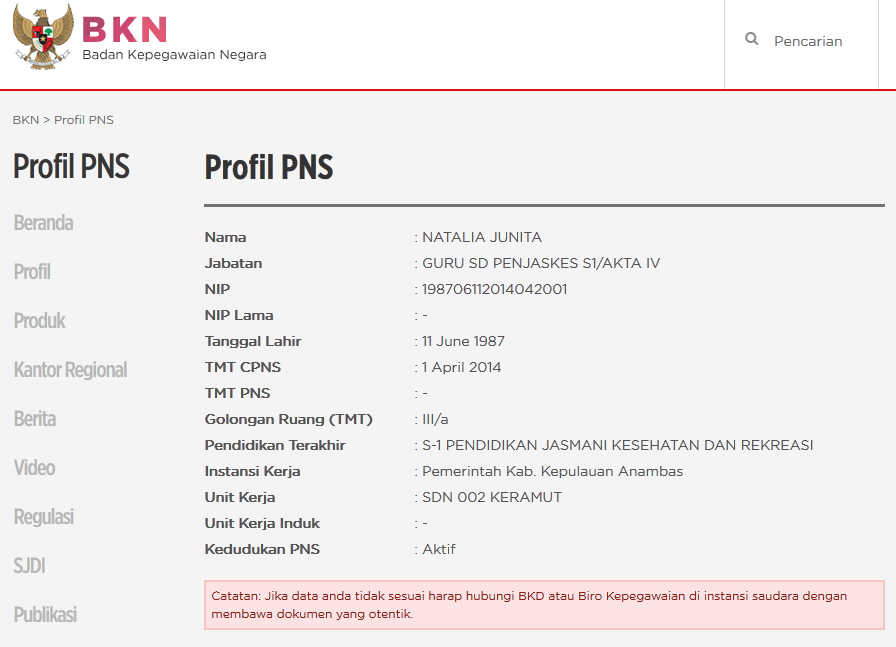 BKN
Badan Kepegawaian Negara
Pencarian
BKN > Profil PNS
Profil PNS
Beranda
Profil
Produk
Kantor Regional
Berita
Video
Regulasi
SJDI
Publikasi
Profil PNS
Nama : NATALIA JUNITA
Jabatan : GURU SD PENJASKES S1/AKTA IV
NIP : 198706112014042001
NIP Lama : -
Tanggal Lahir : 11 June 1987
TMT CPNS : 1 April 2014
TMT PNS : -
Golongan Ruang (TMT) : III/a
Pendidikan Terakhir : S-1 PENDIDIKAN JASMANI KESEHATAN DAN REKREASI
Instansi Kerja : Pemerintah Kab. Kepulauan Anambas
Unit Kerja : SDN 002 KERAMUT
Unit Kerja Induk : -
Kedudukan PNS : Aktif
Catatan: Jika data anda tidak sesuai harap hubungi BKD atau Biro Kepegawaian di instansi saudara dengan
membawa dokumen yang otentik.